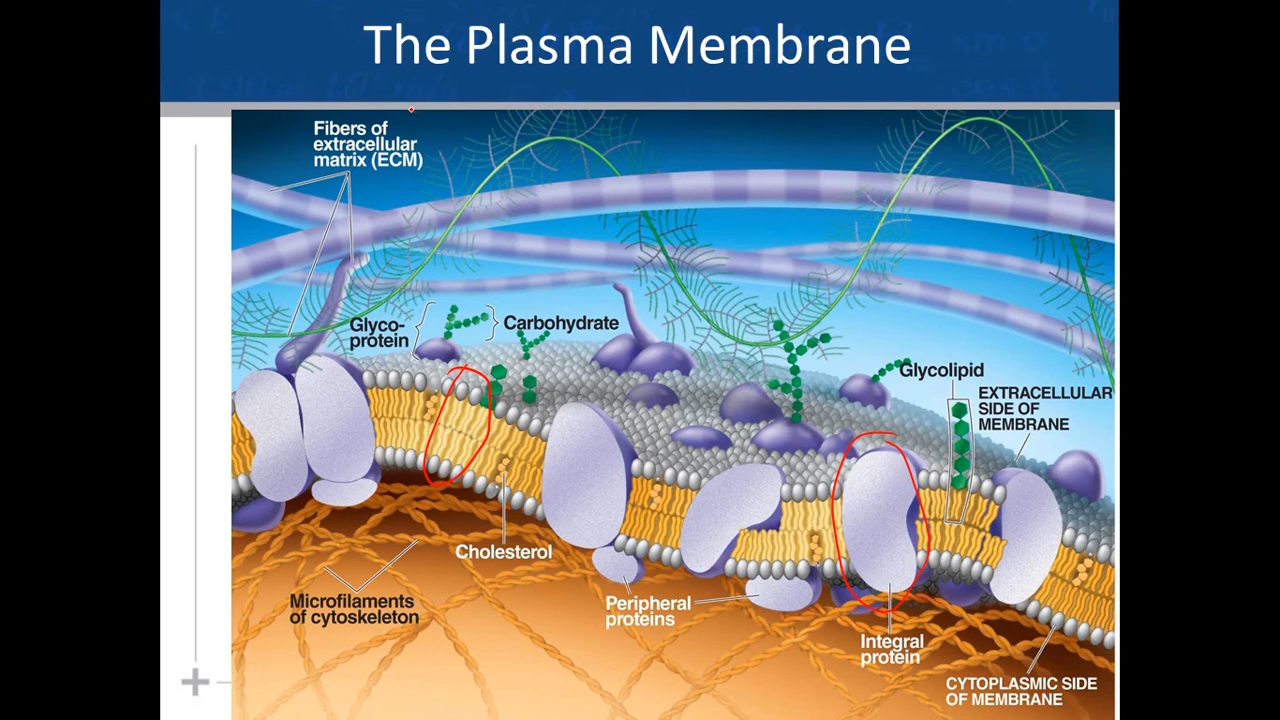 The Plasma Membrane
Fibers of
extracellular
matrix (ECM)
Glyco-
protein
Carbohydrate
Glycolipid
EXTRACELLULAR
SIDE OF
MEMBRANE
Cholesterol
Microfilaments
of cytoskeleton
Peripheral
proteins
Integral
protein
CYTOPLASMIC SIDE
OF MEMBRANE